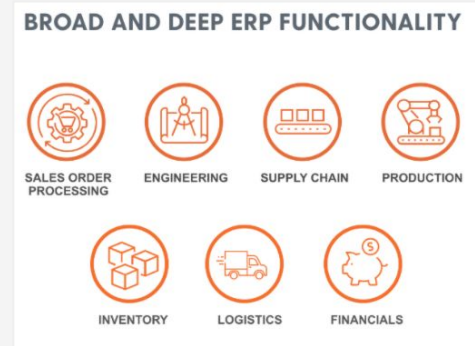 BROAD AND DEEP ERP FUNCTIONALITY
SALES ORDER
PROCESSING
ENGINEERING
SUPPLY CHAIN
PRODUCTION
INVENTORY
LOGISTICS
$
FINANCIALS